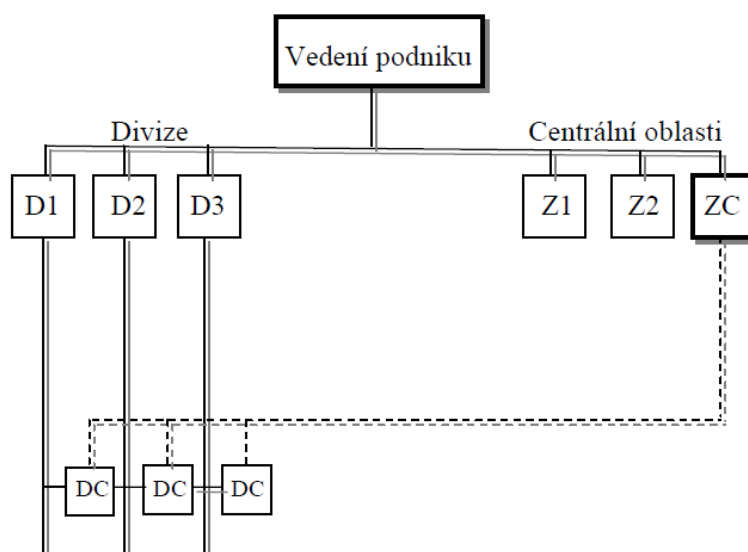 Vedení podniku
Divize
Centrální oblasti
D1
D2
D3
Z1
Z2
ZC
DC
DC
DC